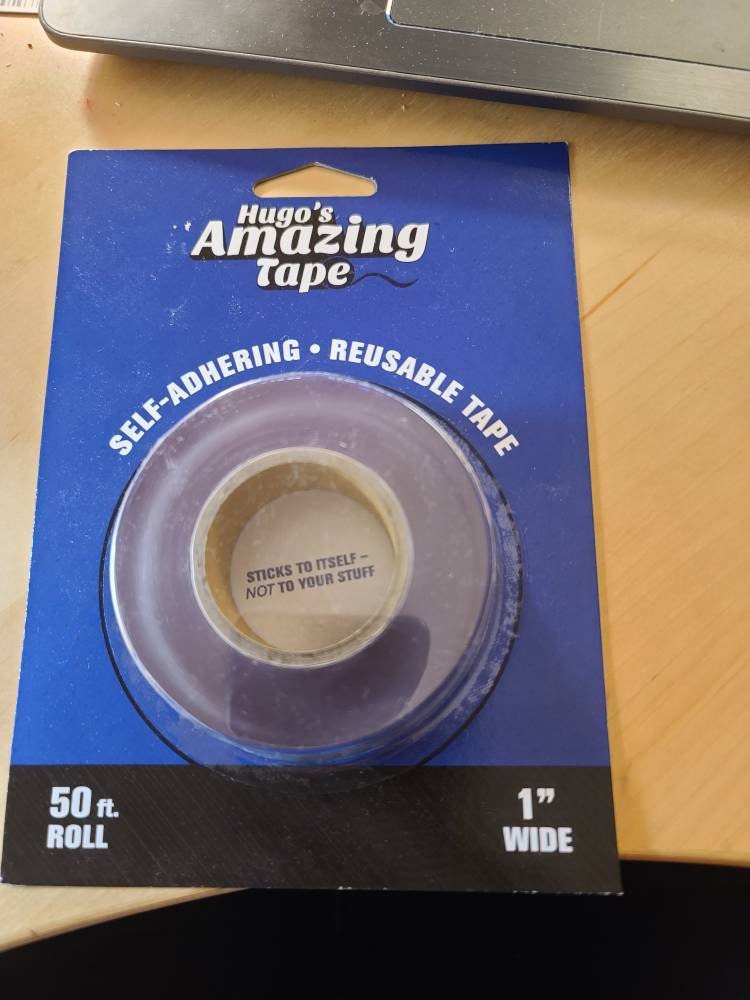 Hugo's
Amazing
Tape
SELF-ADHERING • REUSABLE TAPE
STICKS TO ITSELF –
NOT TO YOUR STUFF
50 ft.
ROLL
1”
WIDE